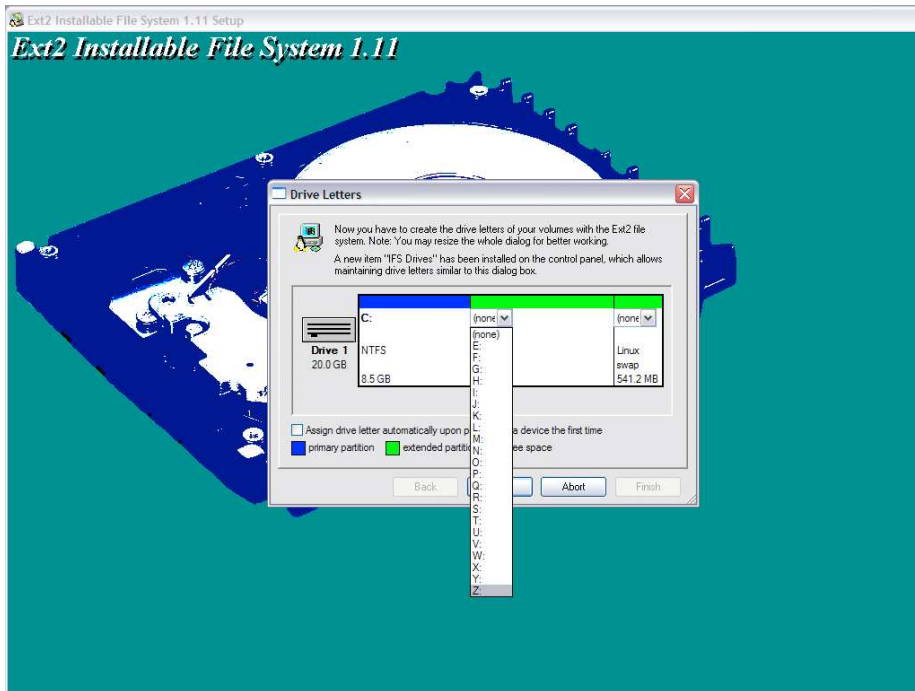 Ext2 Installable File System 1.11 Setup
Ext2 Installable File System 1.11
Drive Letters
Now you have to create the drive letters of your volumes with the Ext2 file
system. Note: You may resize the whole dialog for better working.
A new item "IFS Drives" has been installed on the control panel, which allows
maintaining drive letters similar to this dialog box.
C:
(none
(none
(none)
E:
F:
G:
H:
I:
J:
K:
L:
M:
N:
O:
P:
Q:
R:
S:
T:
U:
V:
W:
X:
Y:
Z:
Drive 1
20.0 GB
NTFS
8.5 GB
Linux
swap
541.2 MB
Assign drive letter automatically upon p a device the first time
primary partition extended partiti ee space
Back Abort Finish